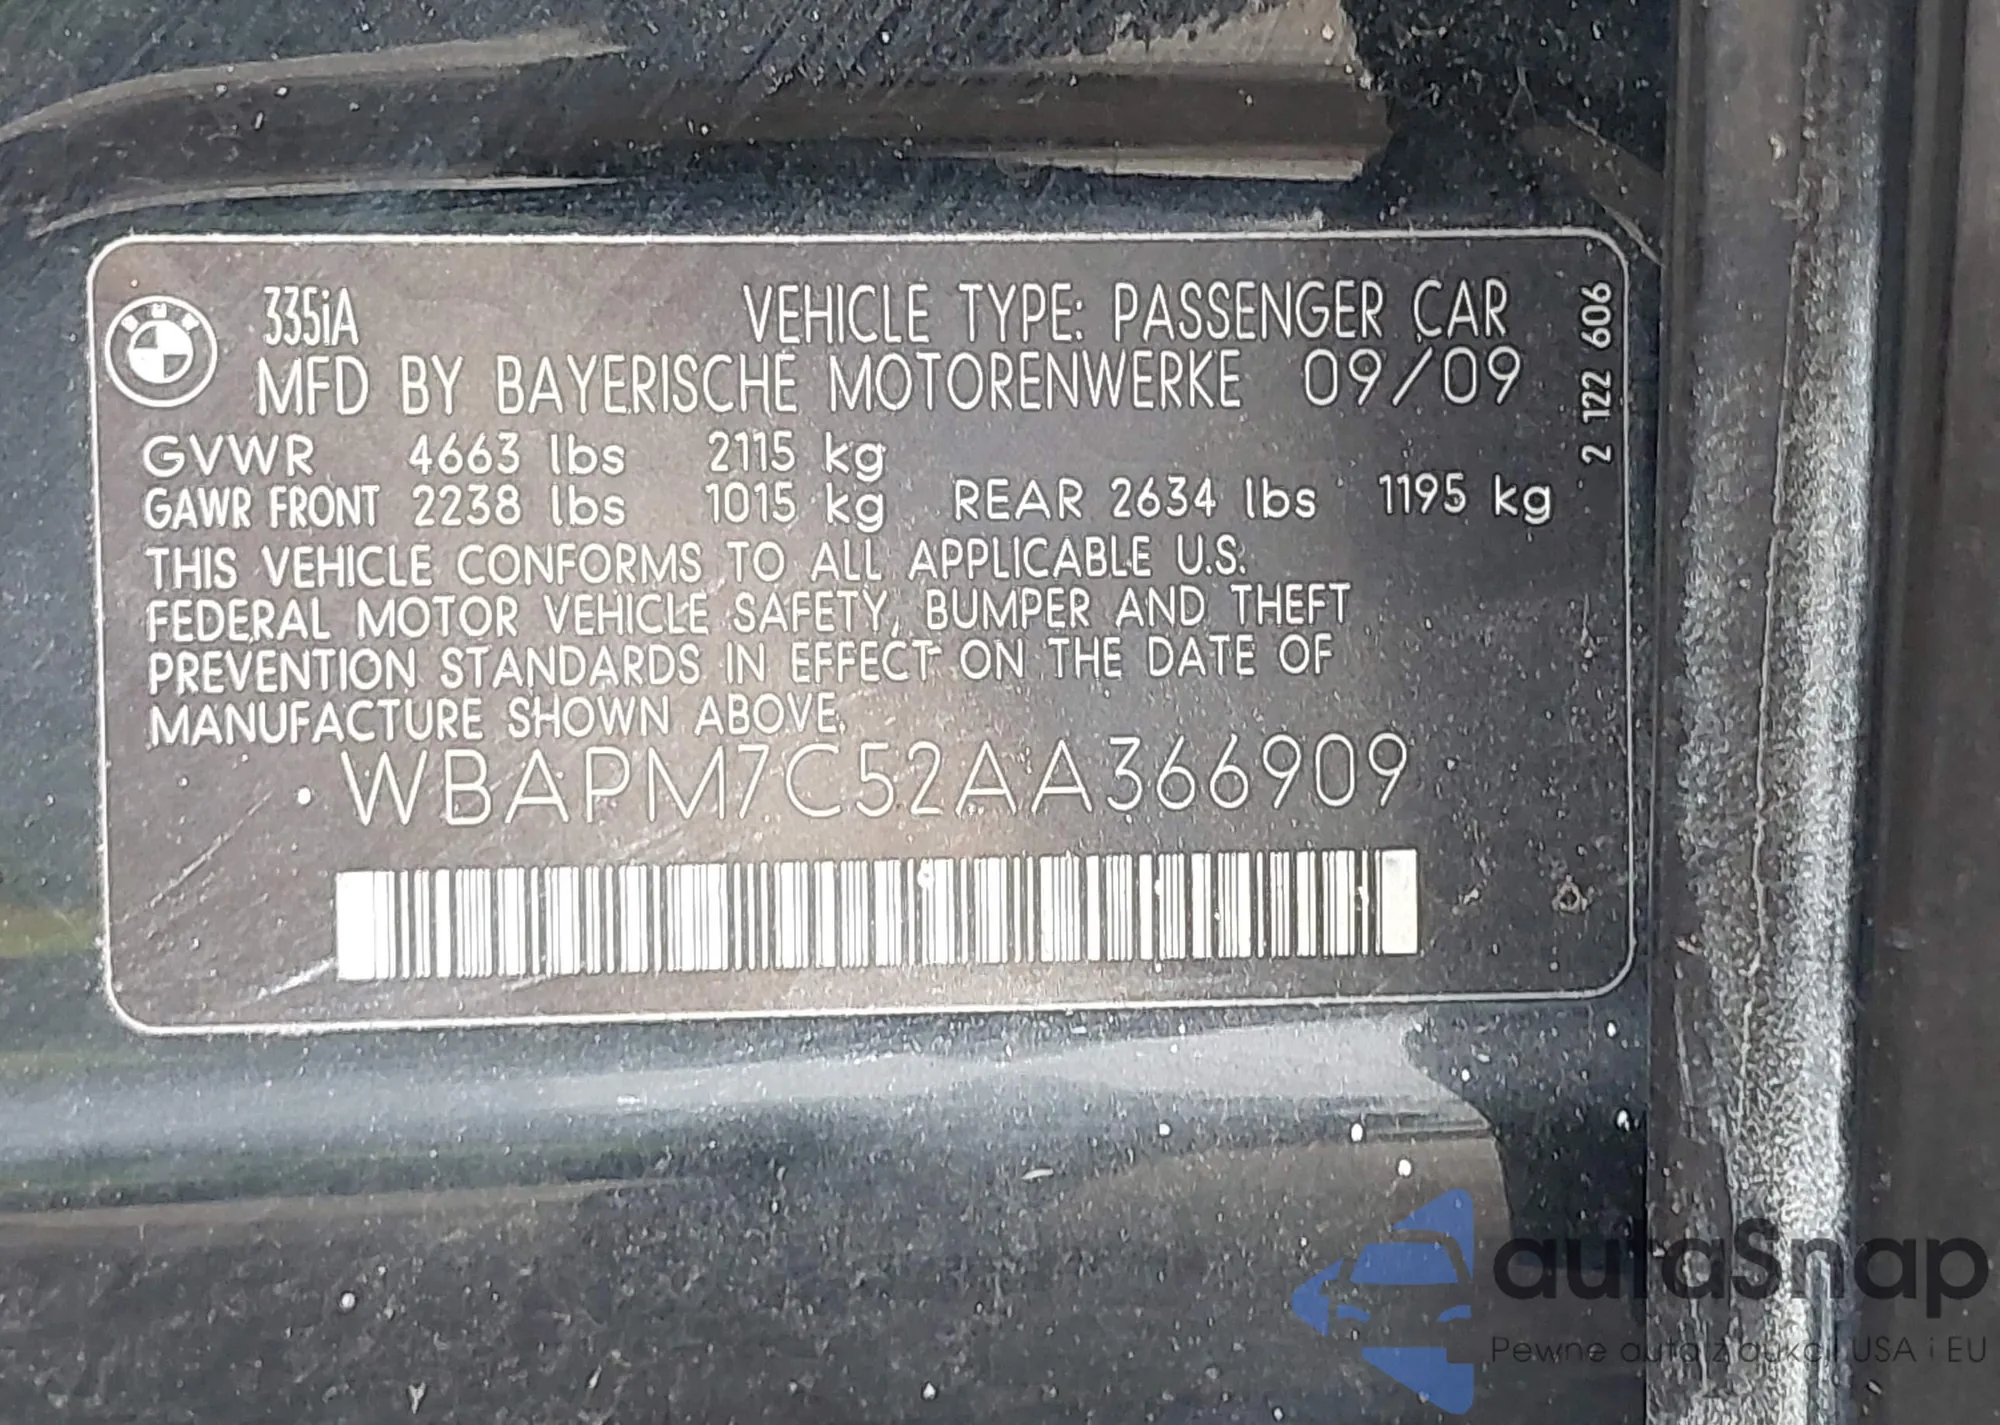 BMW
335iA
VEHICLE TYPE: PASSENGER CAR
MFD BY BAYERISCHE MOTORENWERKE 09/09
GVWR 4663 lbs 2115 kg
GAWR FRONT 2238 lbs 1015 kg REAR 2634 lbs 1195 kg
THIS VEHICLE CONFORMS TO ALL APPLICABLE U.S.
FEDERAL MOTOR VEHICLE SAFETY, BUMPER AND THEFT
PREVENTION STANDARDS IN EFFECT ON THE DATE OF
MANUFACTURE SHOWN ABOVE.
WBAPM7C52AA366909
2 122 606
autaSnap
Pewne auta z aukcji USA i EU